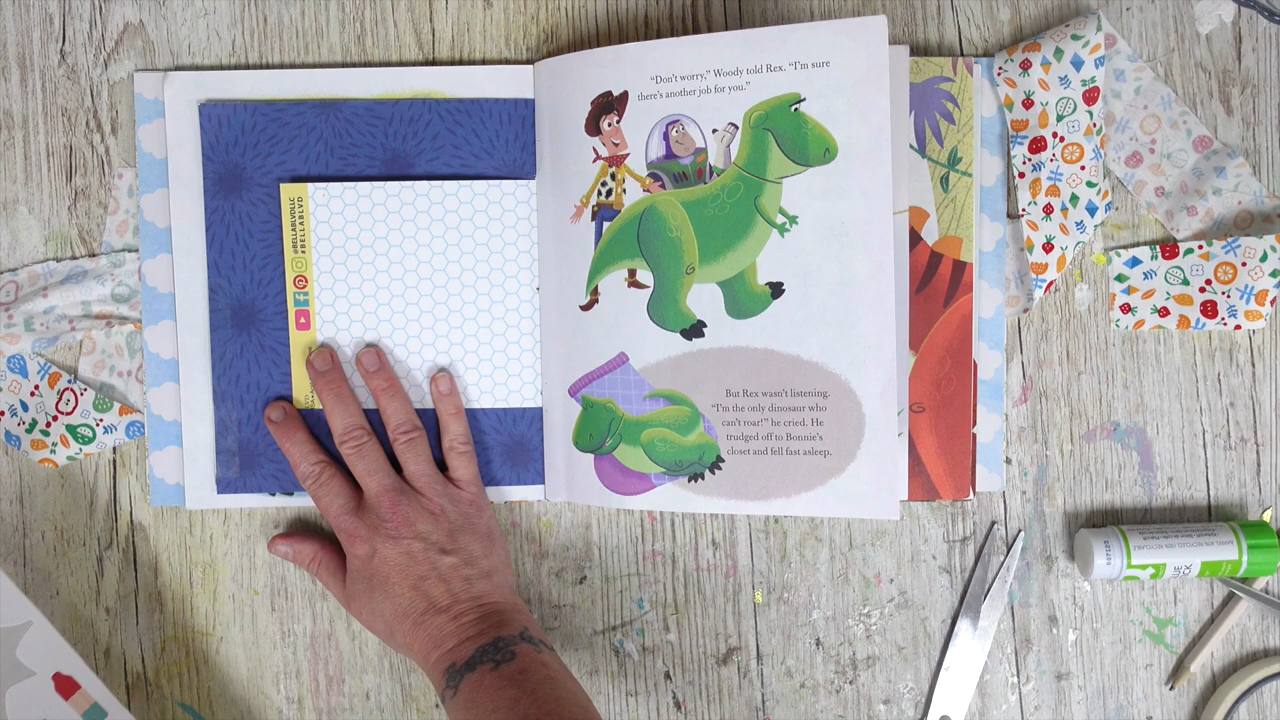 @BELLABLVDLLC
#BELLABLVD
“Don’t worry,” Woody told Rex. “I’m sure
there’s another job for you.”
But Rex wasn’t listening.
“I’m the only dinosaur who
can’t roar!” he cried. He
trudged off to Bonnie’s
closet and fell fast asleep.